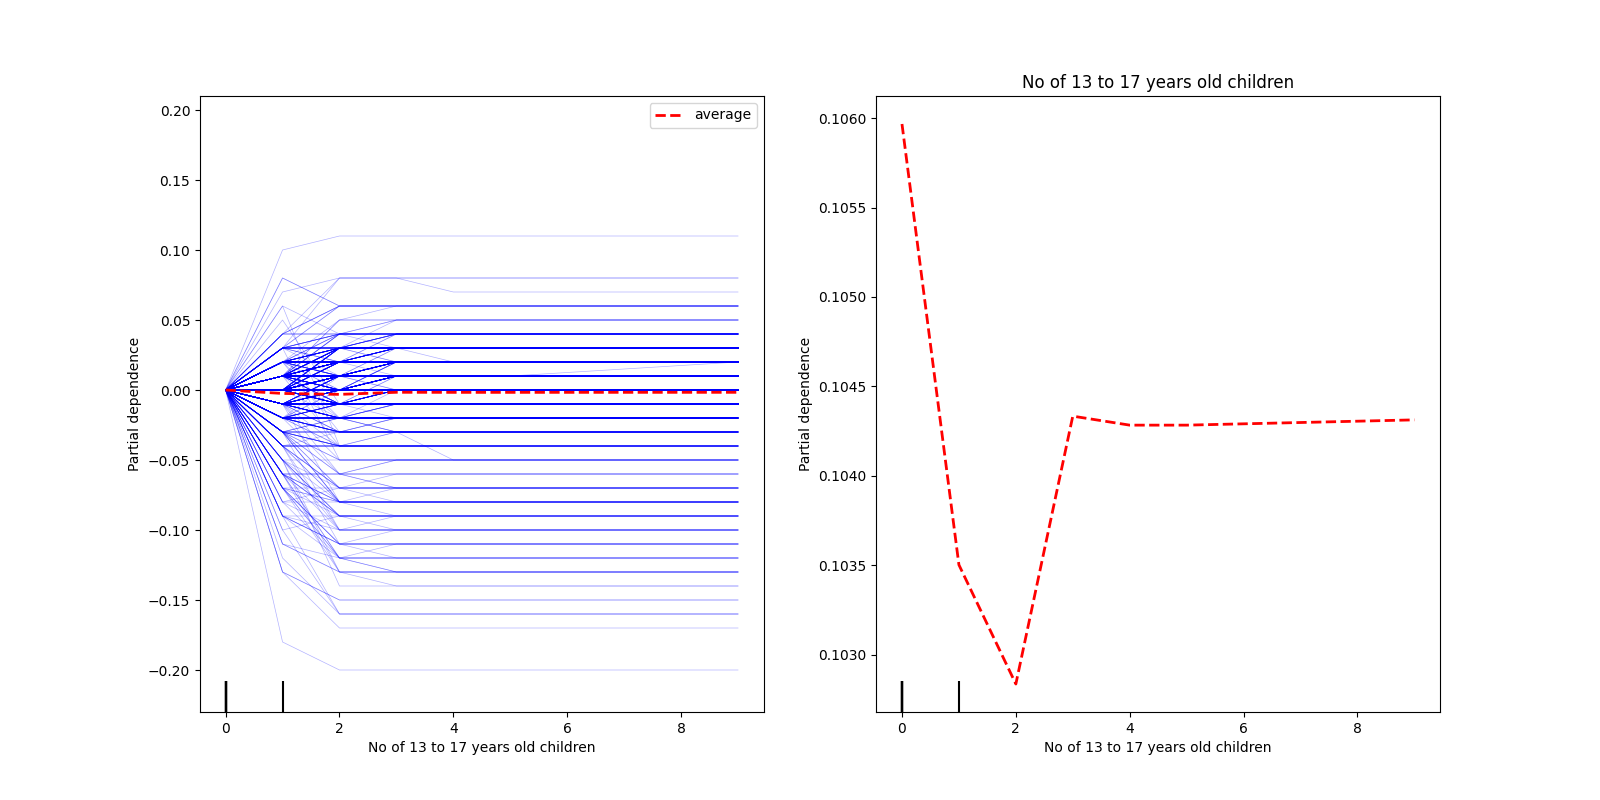 average
0.20
0.15
0.10
0.05
0.00
−0.05
−0.10
−0.15
−0.20
Partial dependence
0 2 4 6 8
No of 13 to 17 years old children
No of 13 to 17 years old children
0.1060
0.1055
0.1050
0.1045
0.1040
0.1035
0.1030
Partial dependence
0 2 4 6 8
No of 13 to 17 years old children